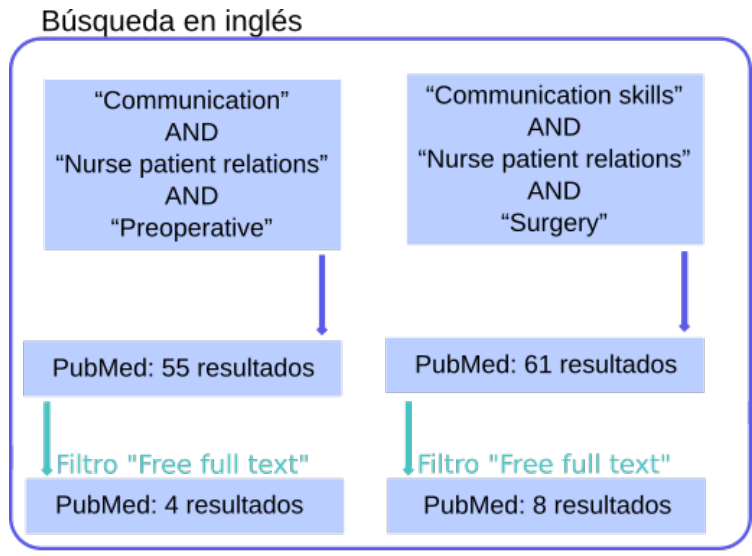 Búsqueda en inglés
“Communication”
AND
“Nurse patient relations”
AND
“Preoperative”
PubMed: 55 resultados
Filtro "Free full text"
PubMed: 4 resultados
“Communication skills”
AND
“Nurse patient relations”
AND
“Surgery”
PubMed: 61 resultados
Filtro "Free full text"
PubMed: 8 resultados